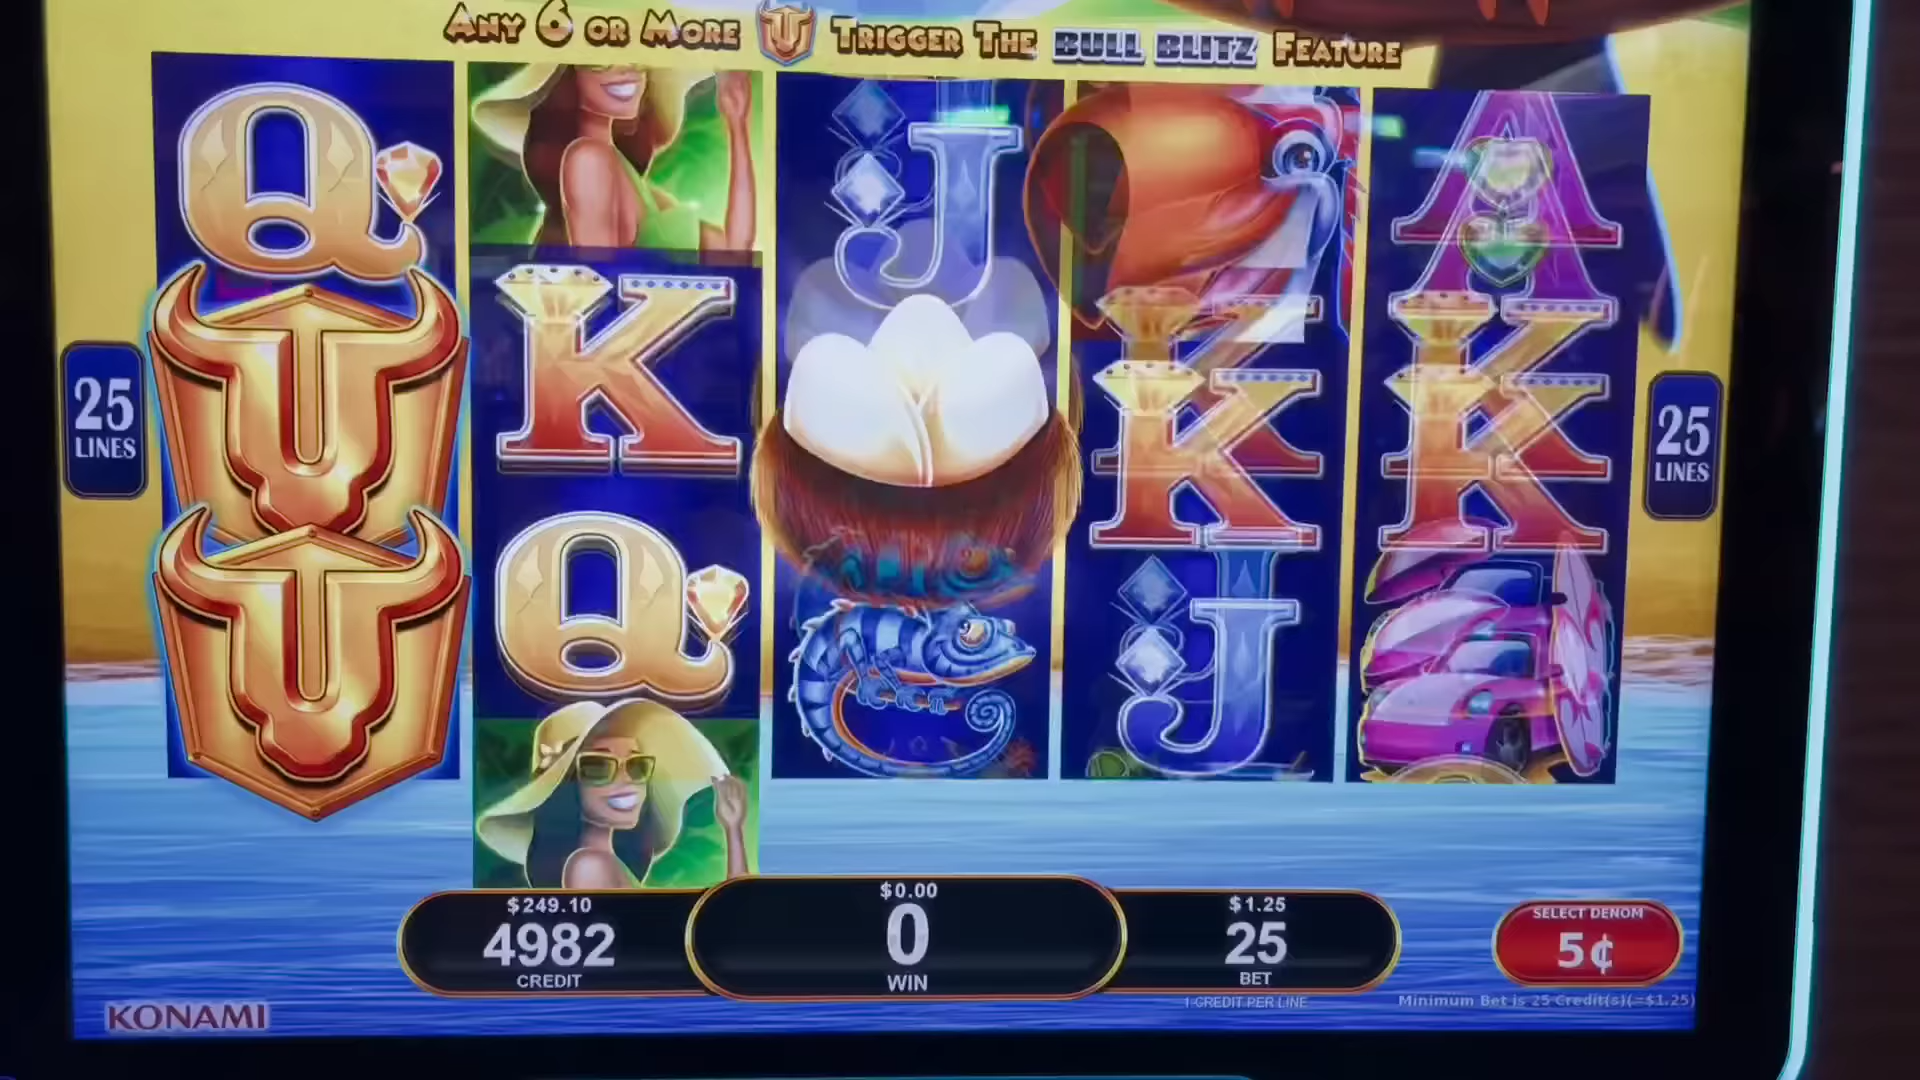 ANY 6 OR MORE U TRIGGER THE BULL BLITZ FEATURE
Q
J
A
K
K
K
K
K
U
25
LINES
25
LINES
Q
J
U
$249.10
4982
CREDIT
$0.00
0
WIN
$1.25
25
BET
1 CREDIT PER LINE
SELECT DENOM
5¢
Minimum Bet is 25 Credit(s)(=$1.25)
KONAMI